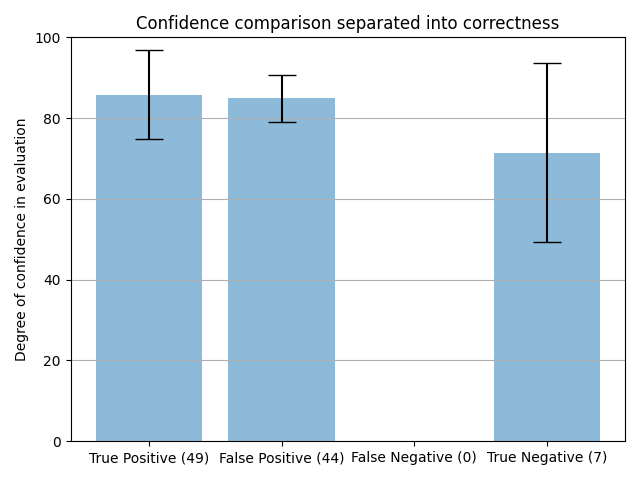 Confidence comparison separated into correctness
Degree of confidence in evaluation
100
80
60
40
20
0
True Positive (49)
False Positive (44)
False Negative (0)
True Negative (7)